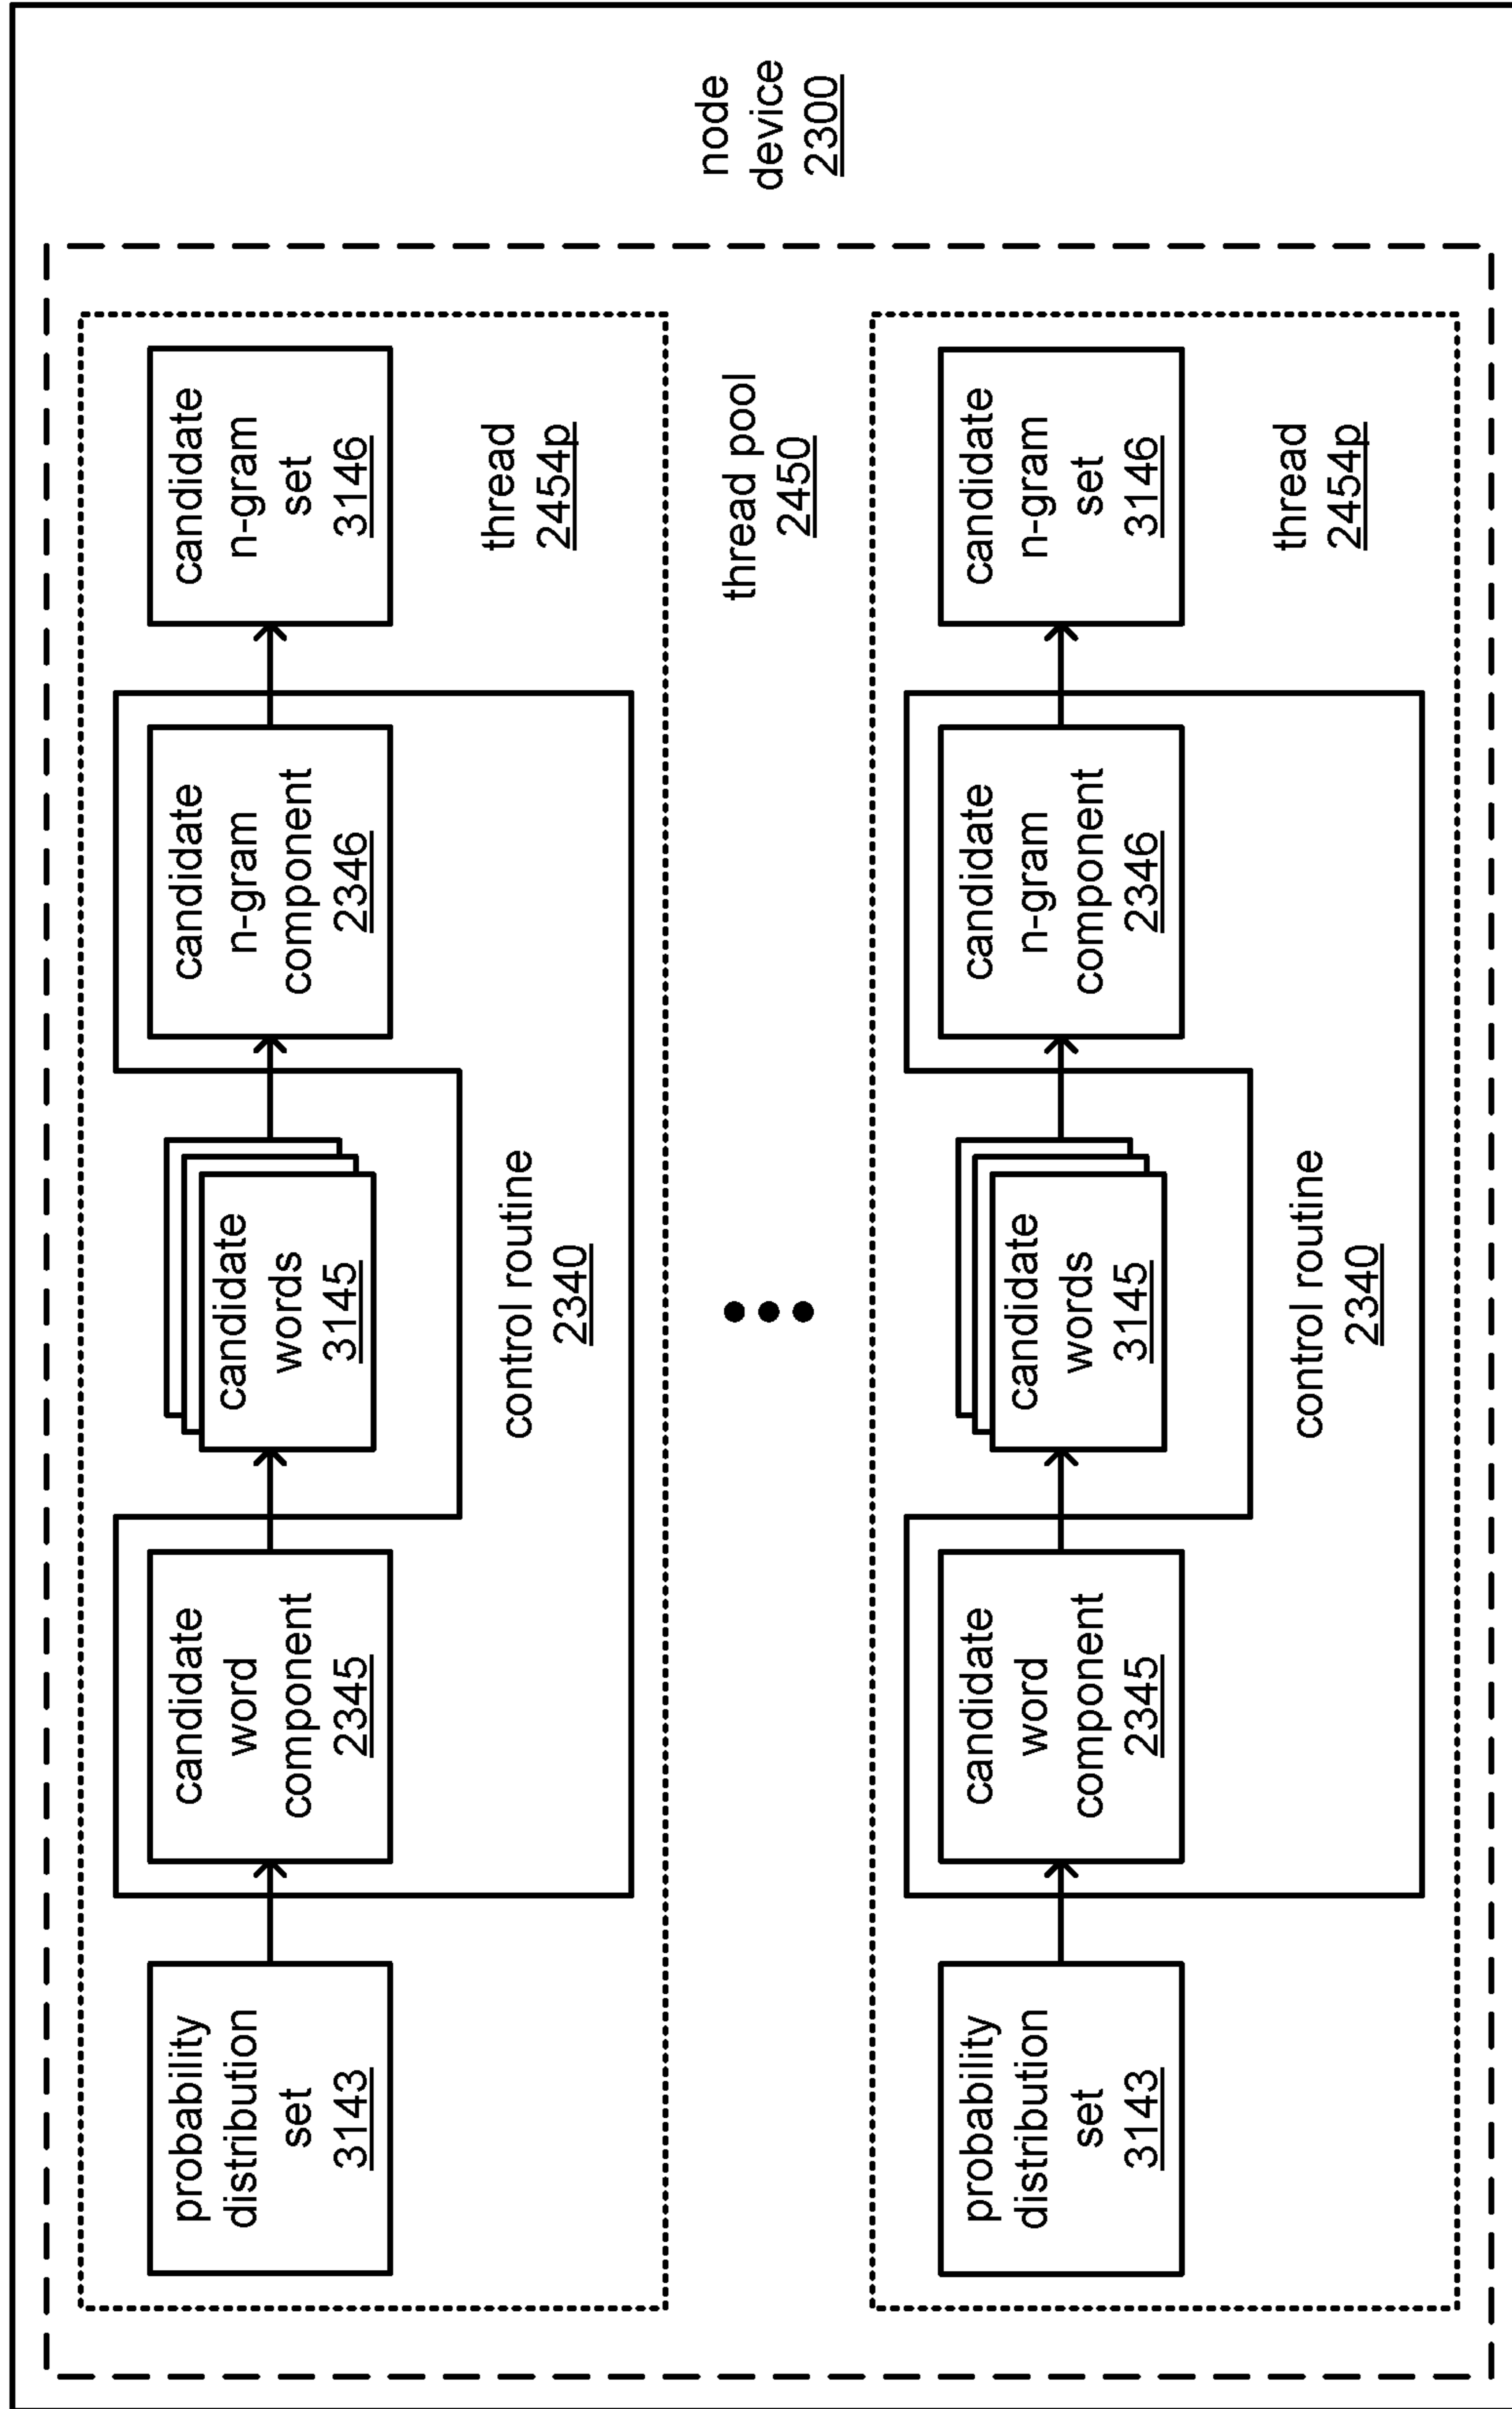 probability
distribution
set
3143
candidate
word
component
2345
candidate
words
3145
candidate
n-gram
component
2346
candidate
n-gram
set
3146
control routine
2340
thread
2454p
thread pool
2450
node
device
2300
probability
distribution
set
3143
candidate
word
component
2345
candidate
words
3145
candidate
n-gram
component
2346
candidate
n-gram
set
3146
control routine
2340
thread
2454p